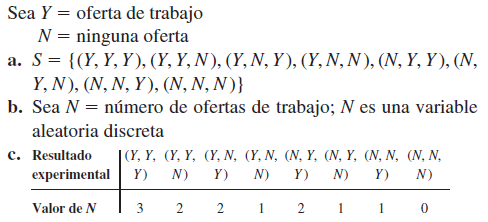 Sea Y = oferta de trabajo
N = ninguna oferta
a. S = {(Y, Y, Y), (Y, Y, N), (Y, N, Y), (Y, N, N), (N, Y, Y), (N,
Y, N), (N, N, Y), (N, N, N)}
b. Sea N = número de ofertas de trabajo; N es una variable
aleatoria discreta
c. Resultado (Y, Y, (Y, Y, (Y, N, (Y, N, (N, Y, (N, Y, (N, N, (N, N,
experimental Y) N) Y) N) Y) N) Y) N)
Valor de N 3 2 2 1 2 1 1 0